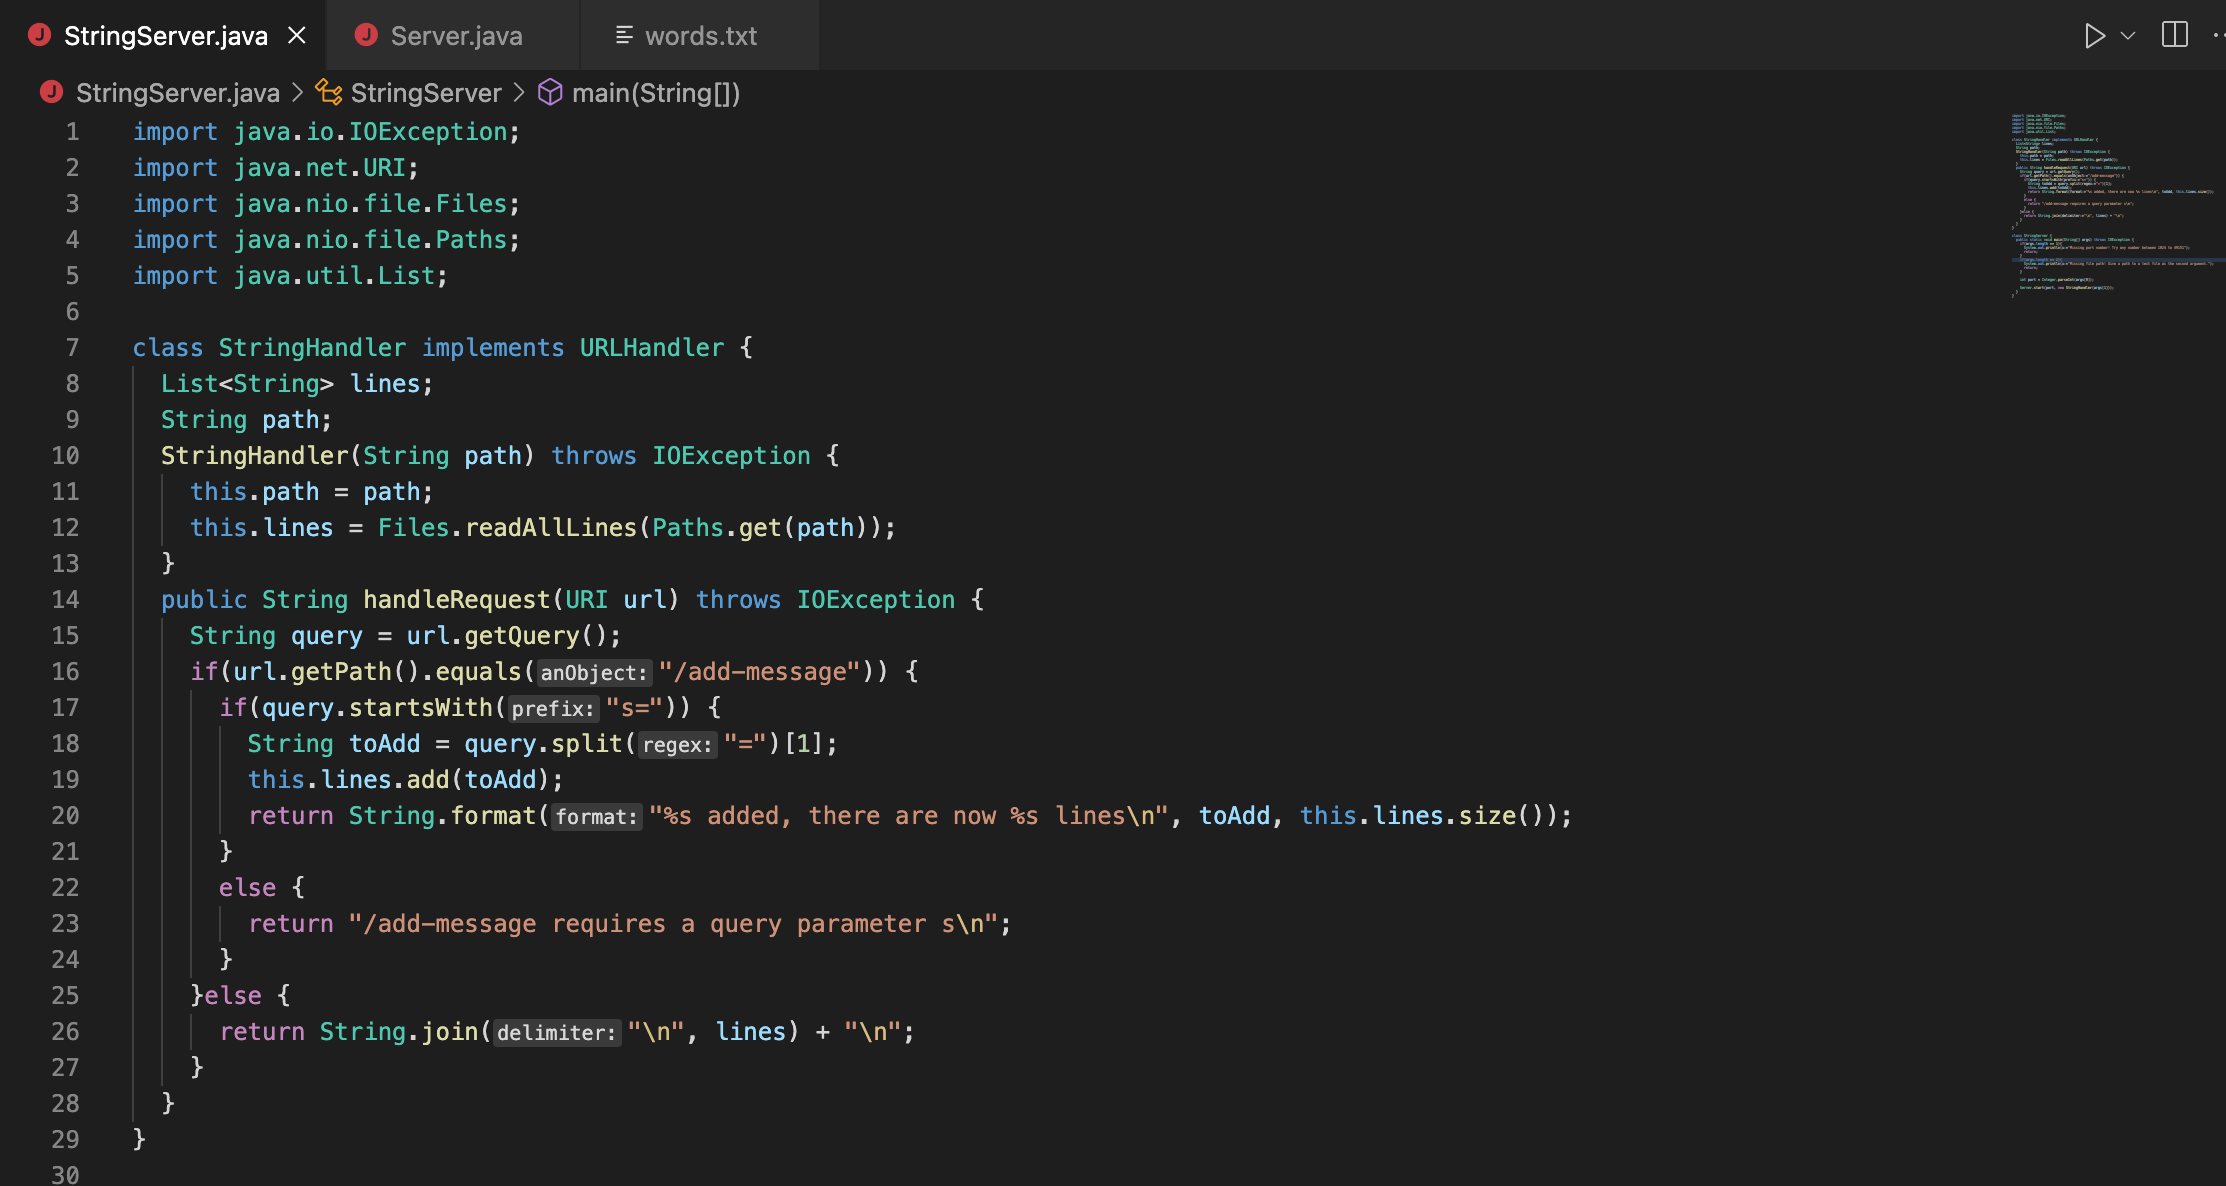 StringServer.java
Server.java
words.txt
StringServer.java > StringServer > main(String[])
1 import java.io.IOException;
2 import java.net.URI;
3 import java.nio.file.Files;
4 import java.nio.file.Paths;
5 import java.util.List;
6
7 class StringHandler implements URLHandler {
8 List<String> lines;
9 String path;
10 StringHandler(String path) throws IOException {
11 this.path = path;
12 this.lines = Files.readAllLines(Paths.get(path));
13 }
14 public String handleRequest(URI url) throws IOException {
15 String query = url.getQuery();
16 if(url.getPath().equals(anObject: "/add-message")) {
17 if(query.startsWith(prefix: "s=")) {
18 String toAdd = query.split(regex: "=")[1];
19 this.lines.add(toAdd);
20 return String.format(format: "%s added, there are now %s lines\n", toAdd, this.lines.size());
21 }
22 else {
23 return "/add-message requires a query parameter s\n";
24 }
25 }else {
26 return String.join(delimiter: "\n", lines) + "\n";
27 }
28 }
29 }
30